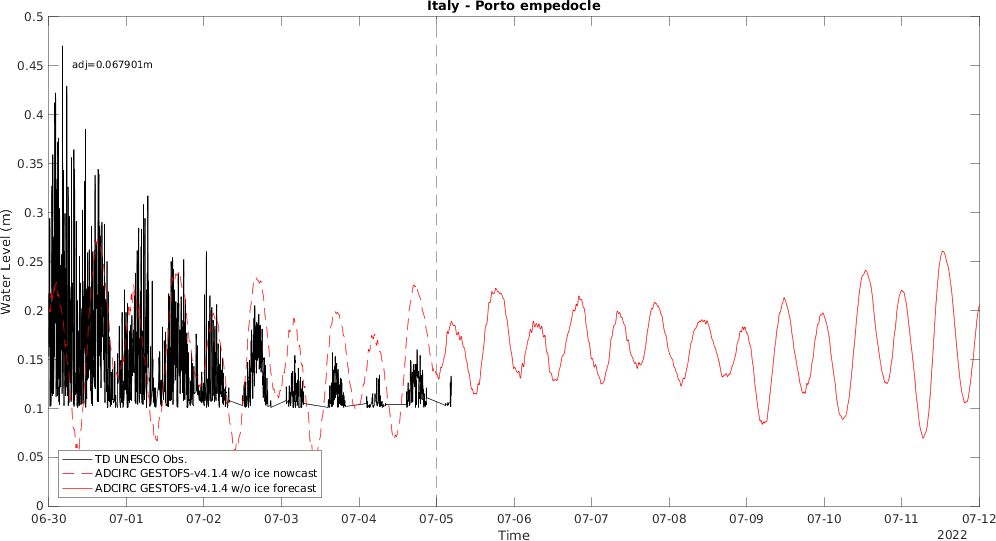 Italy - Porto empedocle
0.5
0.45
0.4
0.35
0.3
0.25
0.2
0.15
0.1
0.05
0
Water Level (m)
adj=0.067901m
TD UNESCO Obs.
ADCIRC GESTOFS-v4.1.4 w/o ice nowcast
ADCIRC GESTOFS-v4.1.4 w/o ice forecast
06-30 07-01 07-02 07-03 07-04 07-05 07-06 07-07 07-08 07-09 07-10 07-11 07-12
Time
2022